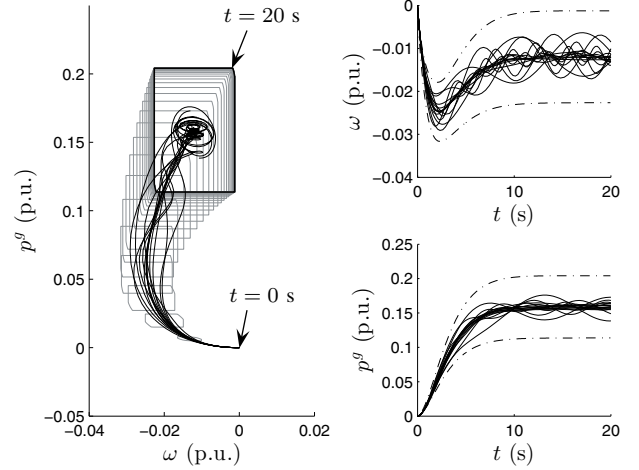 t = 20 s
0.2
0.15
0.1
0.05
0
-0.05
p^g (p.u.)
t = 0 s
-0.04 -0.02 0 0.02
ω (p.u.)
0
-0.01
-0.02
-0.03
-0.04
ω (p.u.)
0 10 20
t (s)
0.25
0.2
0.15
0.1
0.05
0
p^g (p.u.)
0 10 20
t (s)